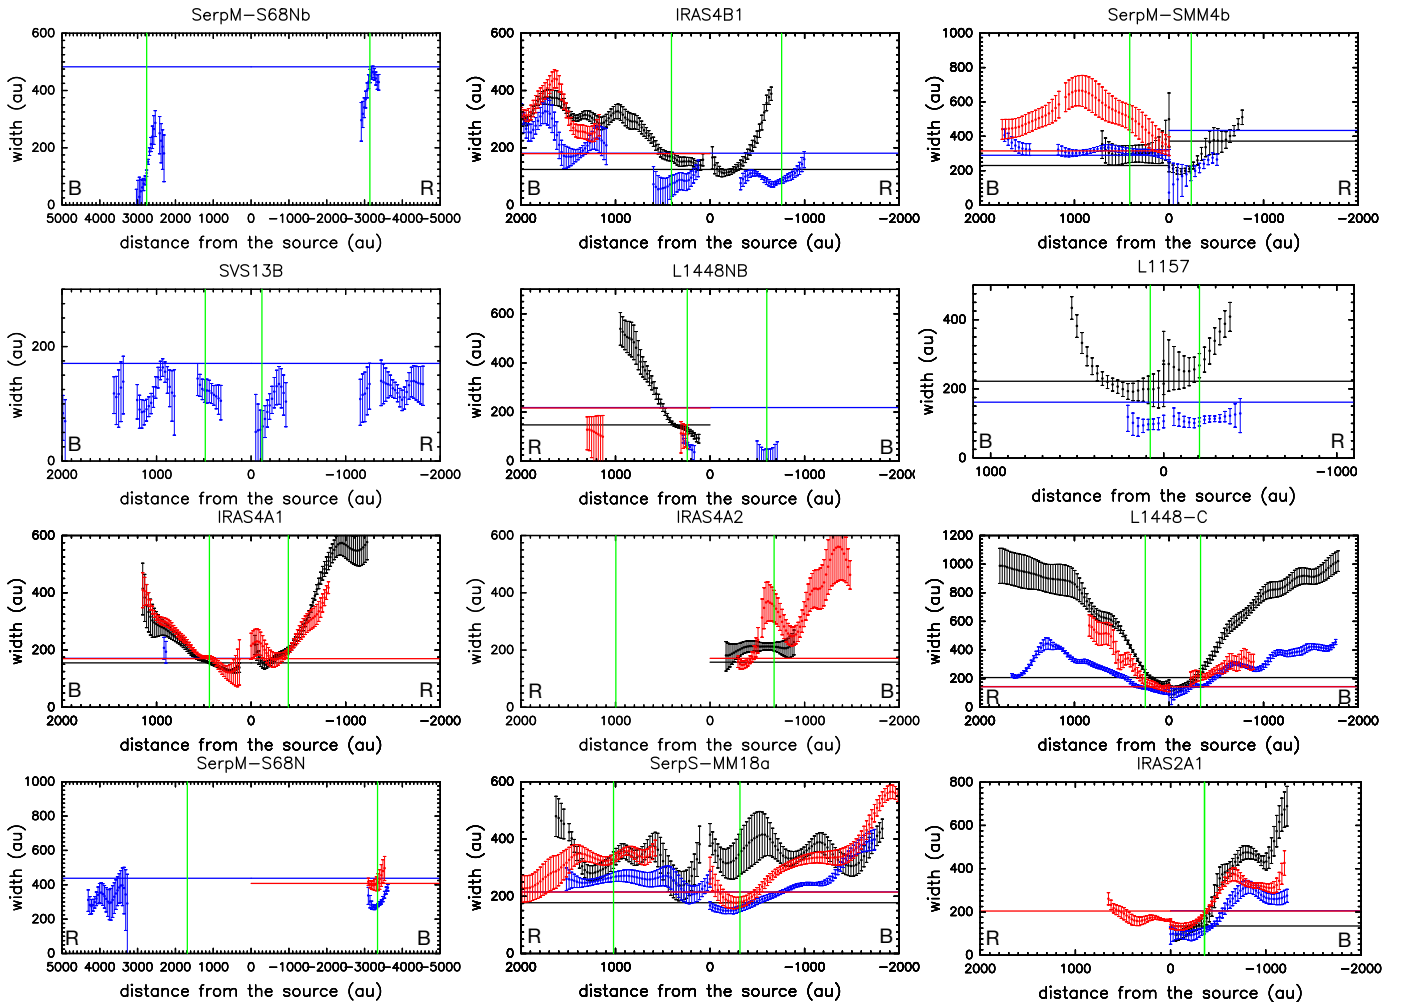 SerpM-S68Nb
IRAS4B1
SerpM-SMM4b
width (au)
600
400
200
0
B
R
5000 4000 3000 2000 1000 0 -1000-2000-3000-4000-5000
distance from the source (au)
width (au)
600
400
200
0
B
R
2000 1000 0 -1000 -2000
distance from the source (au)
width (au)
1000
800
600
400
200
0
B
R
2000 1000 0 -1000 -2000
distance from the source (au)
SVS13B
L1448NB
L1157
width (au)
200
0
B
R
2000 1000 0 -1000 -2000
distance from the source (au)
width (au)
600
400
200
0
R
B
2000 1000 0 -1000 -2000
distance from the source (au)
width (au)
400
200
0
B
R
1000 0 -1000
distance from the source (au)
IRAS4A1
IRAS4A2
L1448-C
width (au)
600
400
200
0
B
R
2000 1000 0 -1000 -2000
distance from the source (au)
width (au)
600
400
200
0
R
B
2000 1000 0 -1000 -2000
distance from the source (au)
width (au)
1200
1000
800
600
400
200
0
R
B
2000 1000 0 -1000 -2000
distance from the source (au)
SerpM-S68N
SerpS-MM18a
IRAS2A1
width (au)
1000
800
600
400
200
0
R
B
5000 4000 3000 2000 1000 0 -1000-2000-3000-4000-5000
distance from the source (au)
width (au)
600
400
200
0
R
B
2000 1000 0 -1000 -2000
distance from the source (au)
width (au)
800
600
400
200
0
R
B
2000 1000 0 -1000 -2000
distance from the source (au)